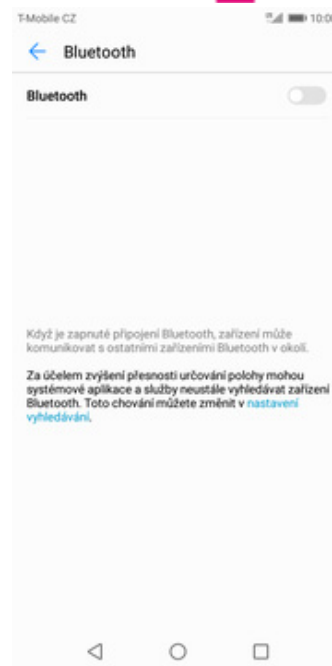 T-Mobile CZ 10:0
Bluetooth
Bluetooth
Když je zapnuté připojení Bluetooth, zařízení může
komunikovat s ostatními zařízeními Bluetooth v okolí.
Za účelem zvýšení přesnosti určování polohy mohou
systémové aplikace a služby neustále vyhledávat zařízení
Bluetooth. Toto chování můžete změnit v nastavení
vyhledávání.